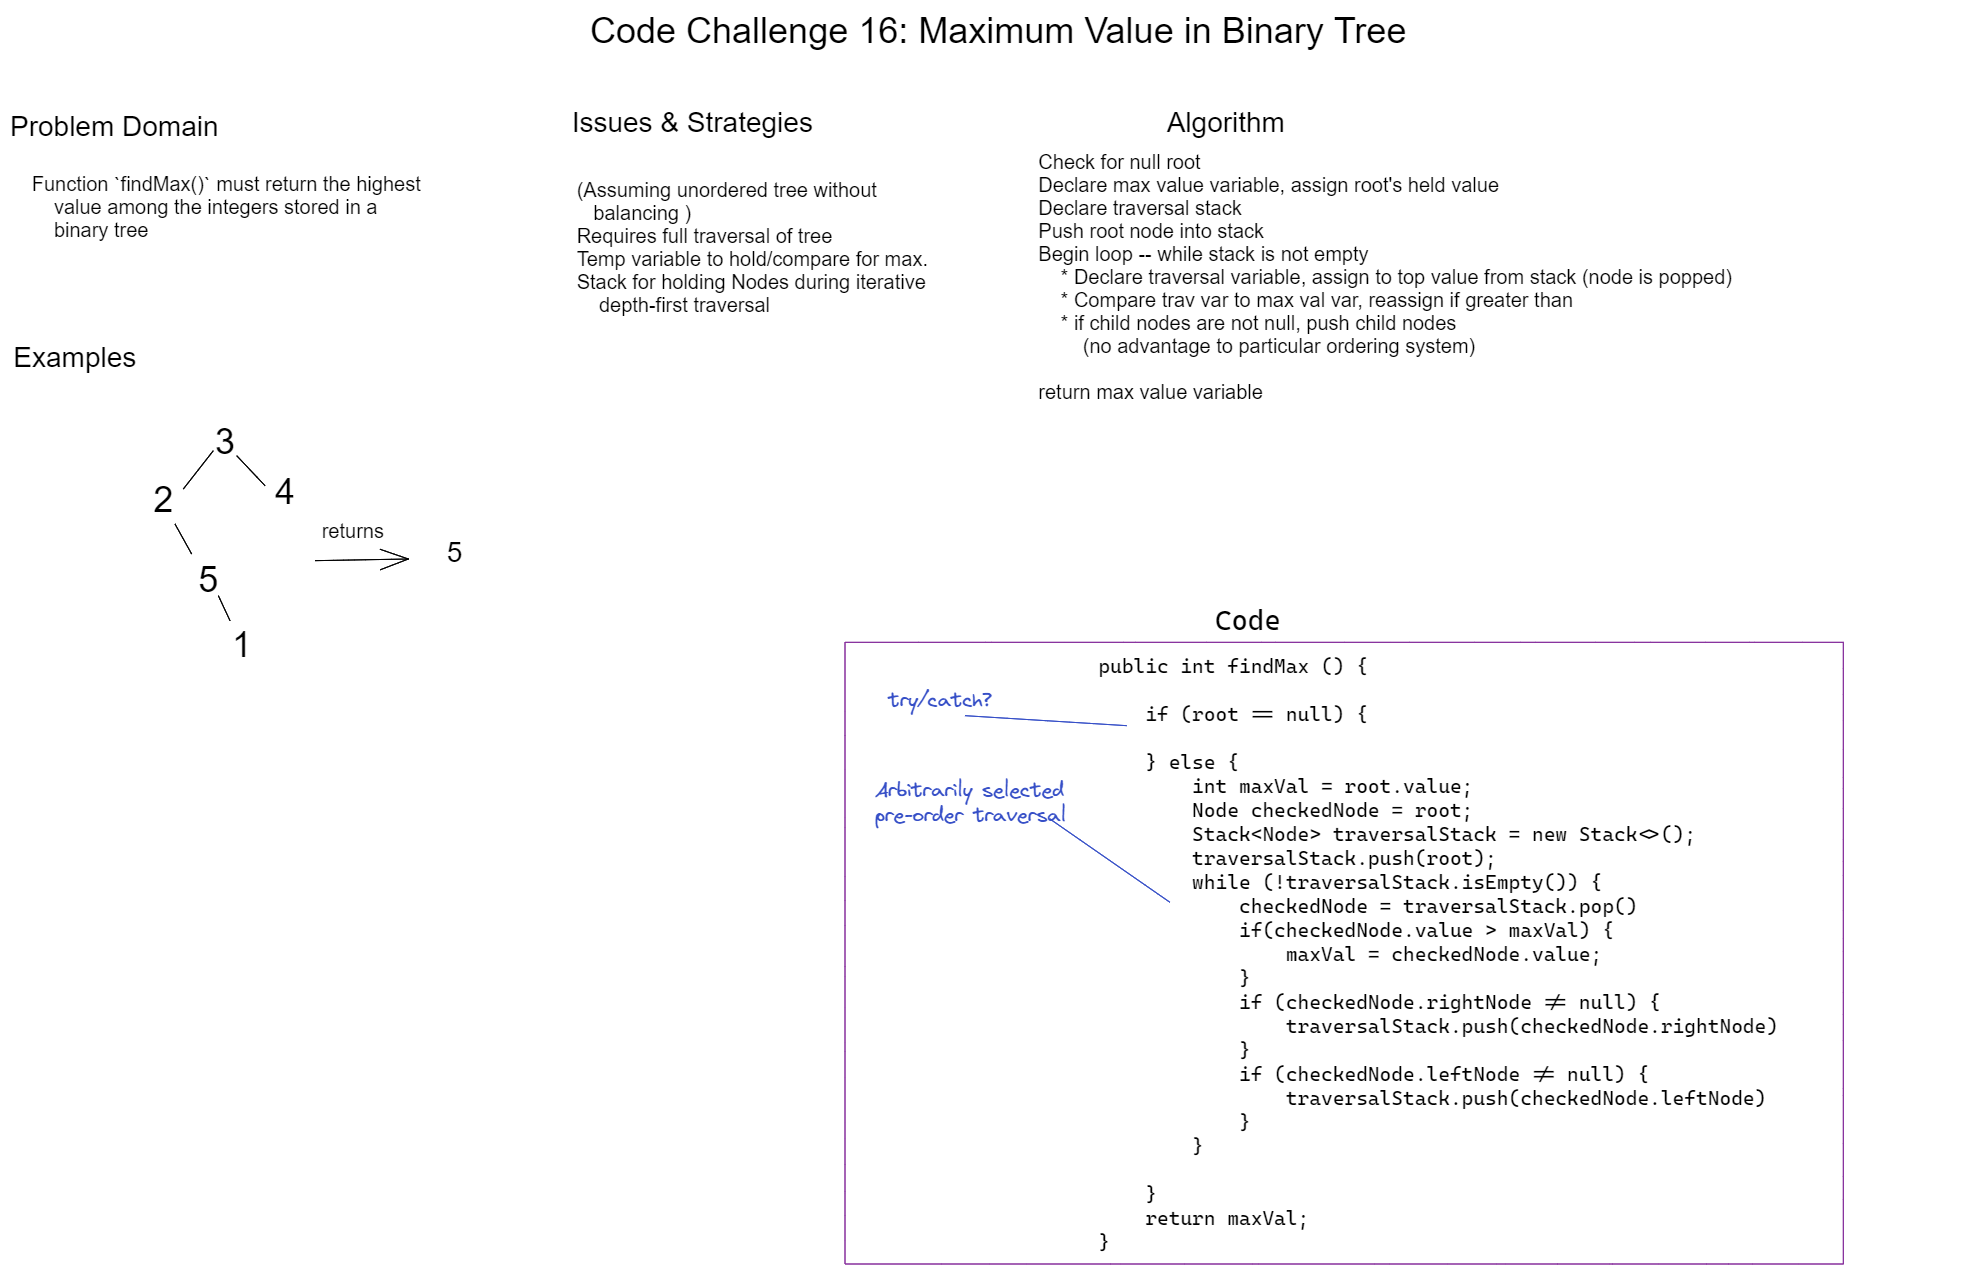 Code Challenge 16: Maximum Value in Binary Tree
Problem Domain
Function `findMax()` must return the highest
value among the integers stored in a
binary tree
Examples
3
2
4
5
1
returns
5
Issues & Strategies
(Assuming unordered tree without
balancing )
Requires full traversal of tree
Temp variable to hold/compare for max.
Stack for holding Nodes during iterative
depth-first traversal
Algorithm
Check for null root
Declare max value variable, assign root's held value
Declare traversal stack
Push root node into stack
Begin loop -- while stack is not empty
* Declare traversal variable, assign to top value from stack (node is popped)
* Compare trav var to max val var, reassign if greater than
* if child nodes are not null, push child nodes
(no advantage to particular ordering system)
return max value variable
Code
try/catch?
Arbitrarily selected
pre-order traversal
public int findMax () {
if (root == null) {
} else {
int maxVal = root.value;
Node checkedNode = root;
Stack<Node> traversalStack = new Stack<>();
traversalStack.push(root);
while (!traversalStack.isEmpty()) {
checkedNode = traversalStack.pop()
if(checkedNode.value > maxVal) {
maxVal = checkedNode.value;
}
if (checkedNode.rightNode != null) {
traversalStack.push(checkedNode.rightNode)
}
if (checkedNode.leftNode != null) {
traversalStack.push(checkedNode.leftNode)
}
}
}
return maxVal;
}